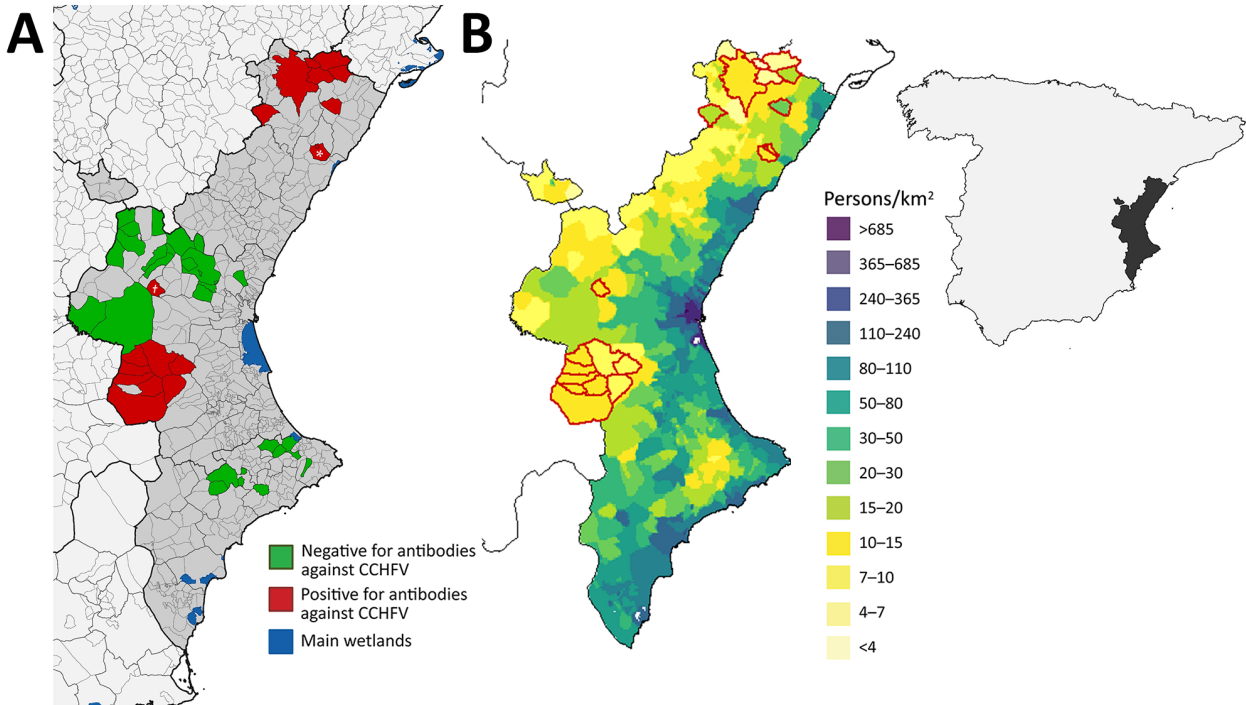 A
B
Negative for antibodies
against CCHFV
Positive for antibodies
against CCHFV
Main wetlands
Persons/km²
>685
365–685
240–365
110–240
80–110
50–80
30–50
20–30
15–20
10–15
7–10
4–7
<4